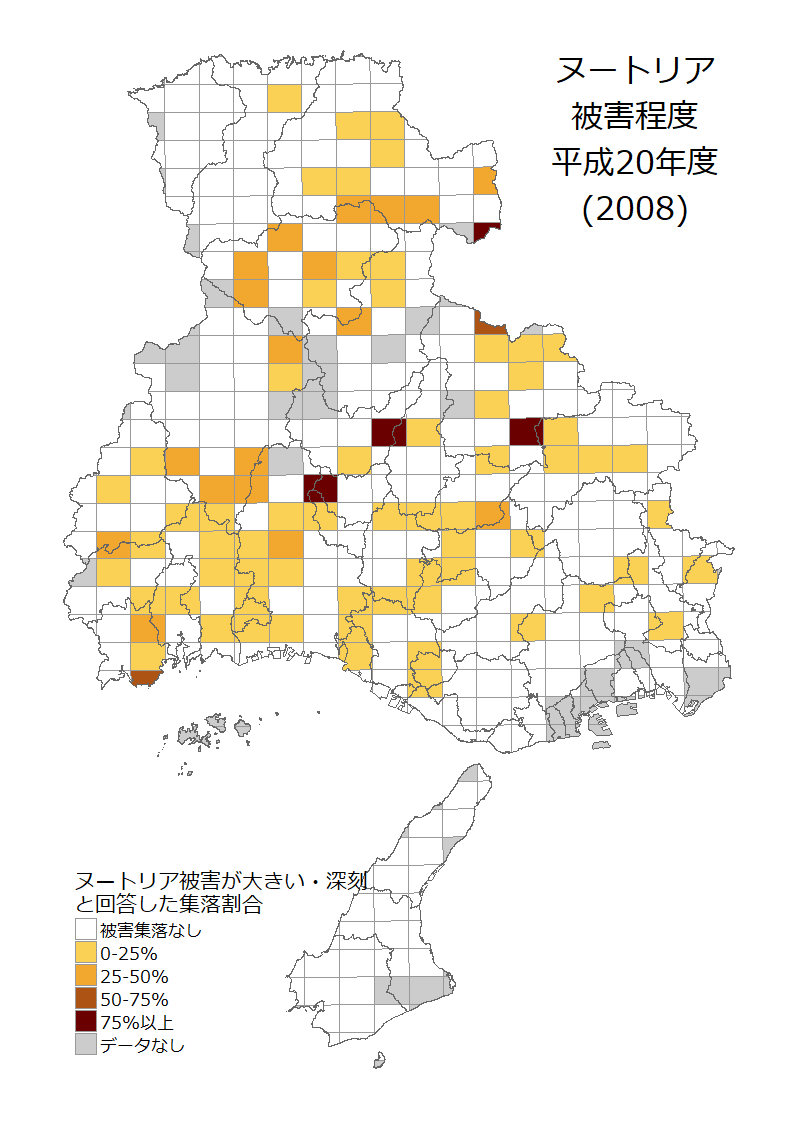 ヌートリア
被害程度
平成20年度
(2008)
ヌートリア被害が大きい・深刻
と回答した集落割合
被害集落なし
0-25%
25-50%
50-75%
75%以上
データなし